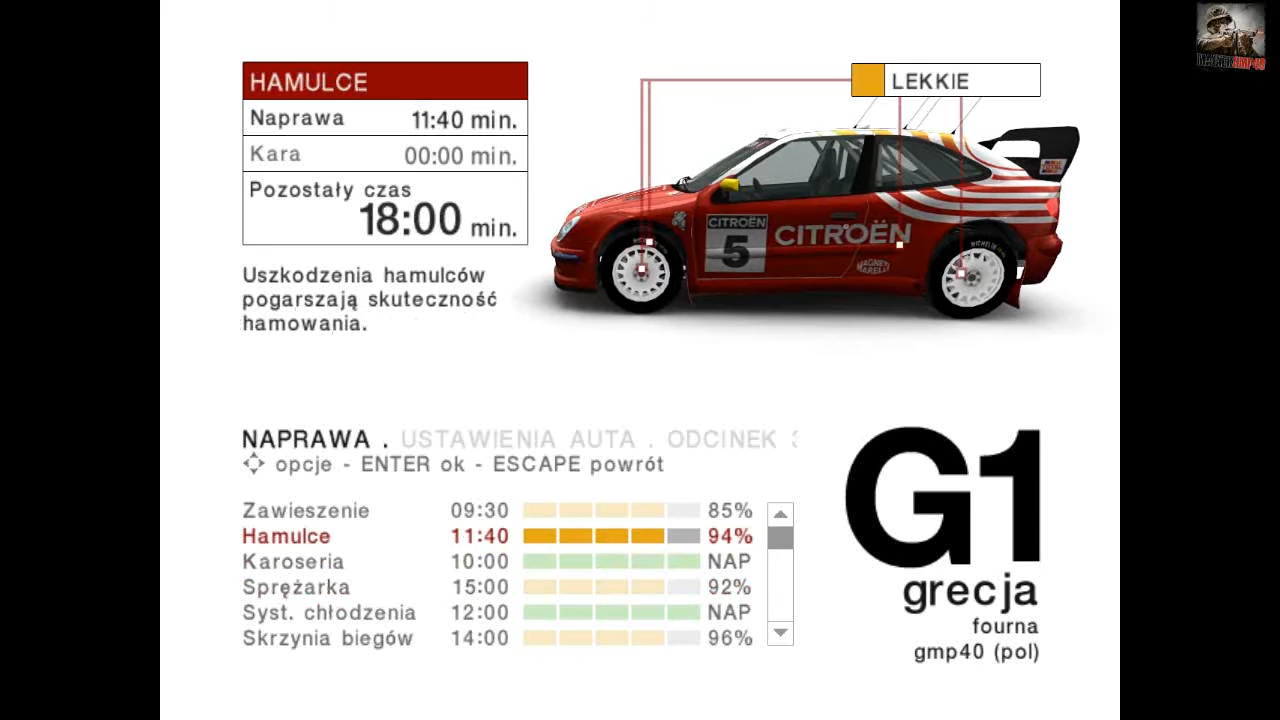 HAMULCE
Naprawa 11:40 min.
Kara 00:00 min.
Pozostały czas
18:00 min.
Uszkodzenia hamulców
pogarszają skuteczność
hamowania.
LEKKIE
CITROËN
5
CITROËN
MAGNETI
MARELLI
MICHELIN
NAPRAWA . USTAWIENIA AUTA . ODCINEK
opcje - ENTER ok - ESCAPE powrót
Zawieszenie 09:30 85%
Hamulce 11:40 94%
Karoseria 10:00 NAP
Sprężarka 15:00 92%
Syst. chłodzenia 12:00 NAP
Skrzynia biegów 14:00 96%
G1
grecja
fourna
gmp40 (pol)